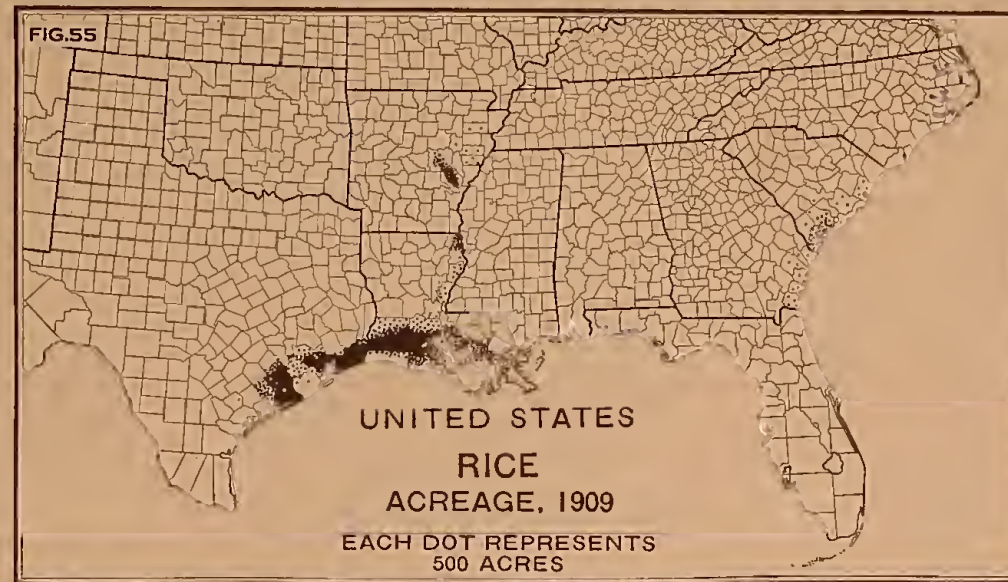 FIG.55
UNITED STATES
RICE
ACREAGE, 1909
EACH DOT REPRESENTS
500 ACRES